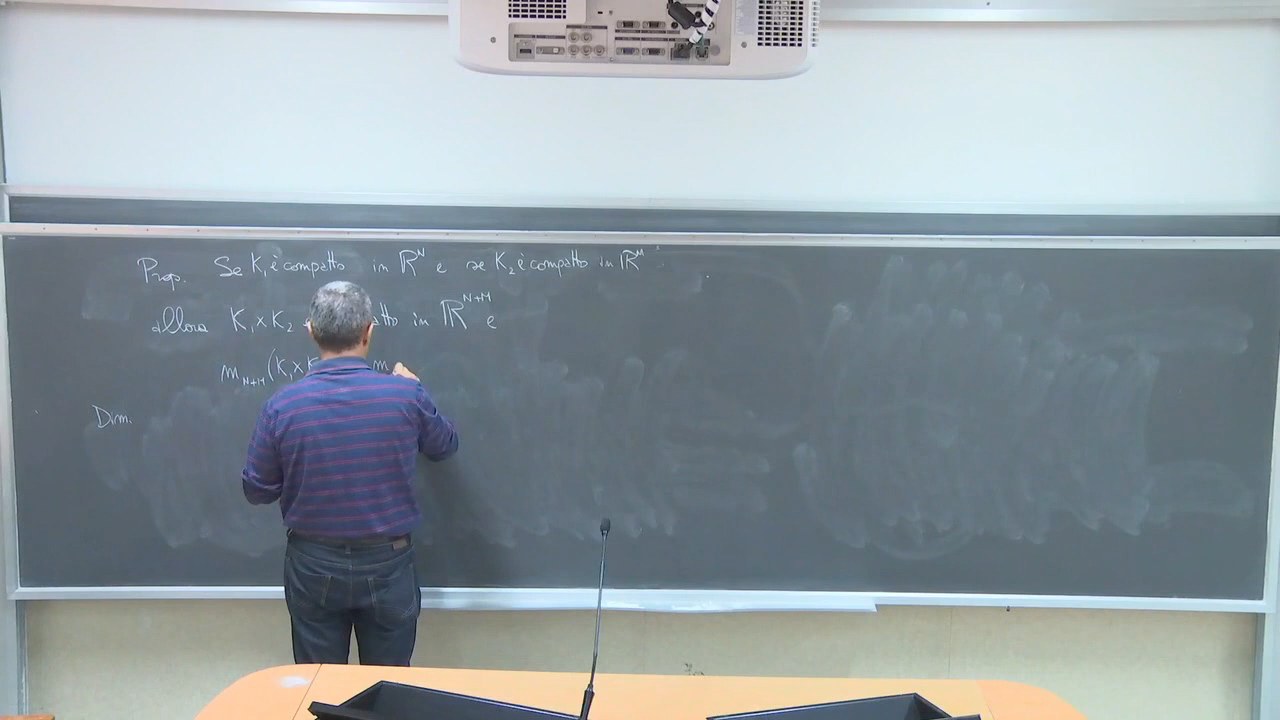 Prop. Se K₁ è compatto in ℝᴺ e se K₂ è compatto in ℝᴹ
allora K₁×K₂ in ℝᴺ⁺ᴹ e
m_{N+M}(K₁×K m
Dim.